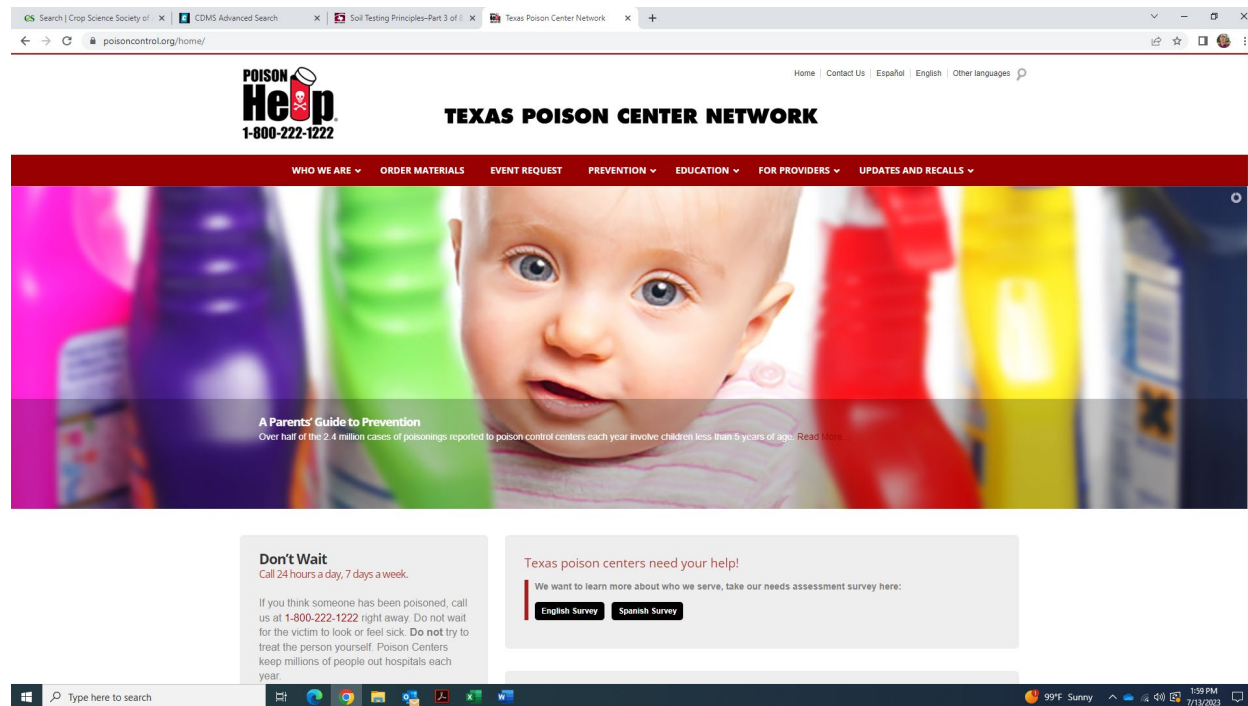 Search | Crop Science Society of
CDMS Advanced Search
Soil Testing Principles–Part 3 of 8
Texas Poison Center Network
poisoncontrol.org/home/
POISON
Help
1-800-222-1222
Home | Contact Us | Español | English | Other languages
TEXAS POISON CENTER NETWORK
WHO WE ARE ORDER MATERIALS EVENT REQUEST PREVENTION EDUCATION FOR PROVIDERS UPDATES AND RECALLS
A Parents' Guide to Prevention
Over half of the 2.4 million cases of poisonings reported to poison control centers each year involve children less than 5 years of age. Read More
Don't Wait
Call 24 hours a day, 7 days a week.
If you think someone has been poisoned, call
us at 1-800-222-1222 right away. Do not wait
for the victim to look or feel sick. Do not try to
treat the person yourself. Poison Centers
keep millions of people out hospitals each
year.
Texas poison centers need your help!
We want to learn more about who we serve, take our needs assessment survey here:
English Survey Spanish Survey
Type here to search
99°F Sunny
1:59 PM
7/13/2023